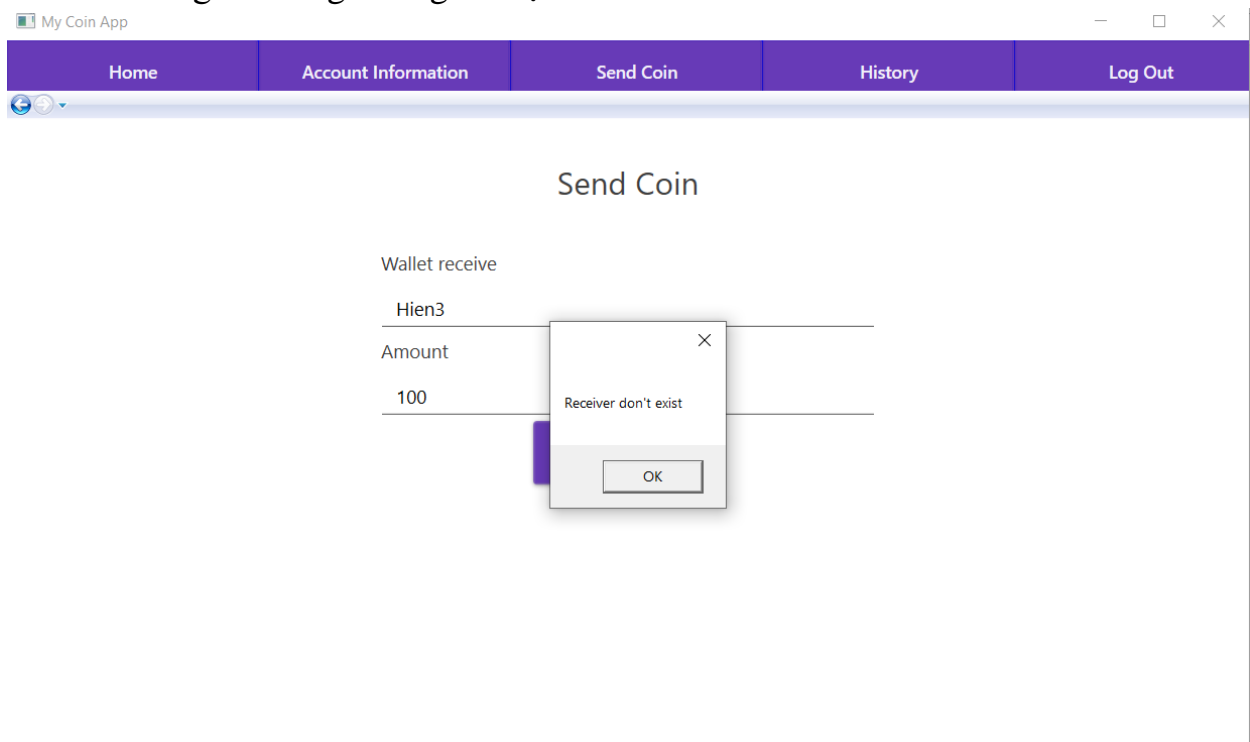 My Coin App
Home Account Information Send Coin History Log Out
Send Coin
Wallet receive
Hien3
Amount
100
Receiver don't exist
OK